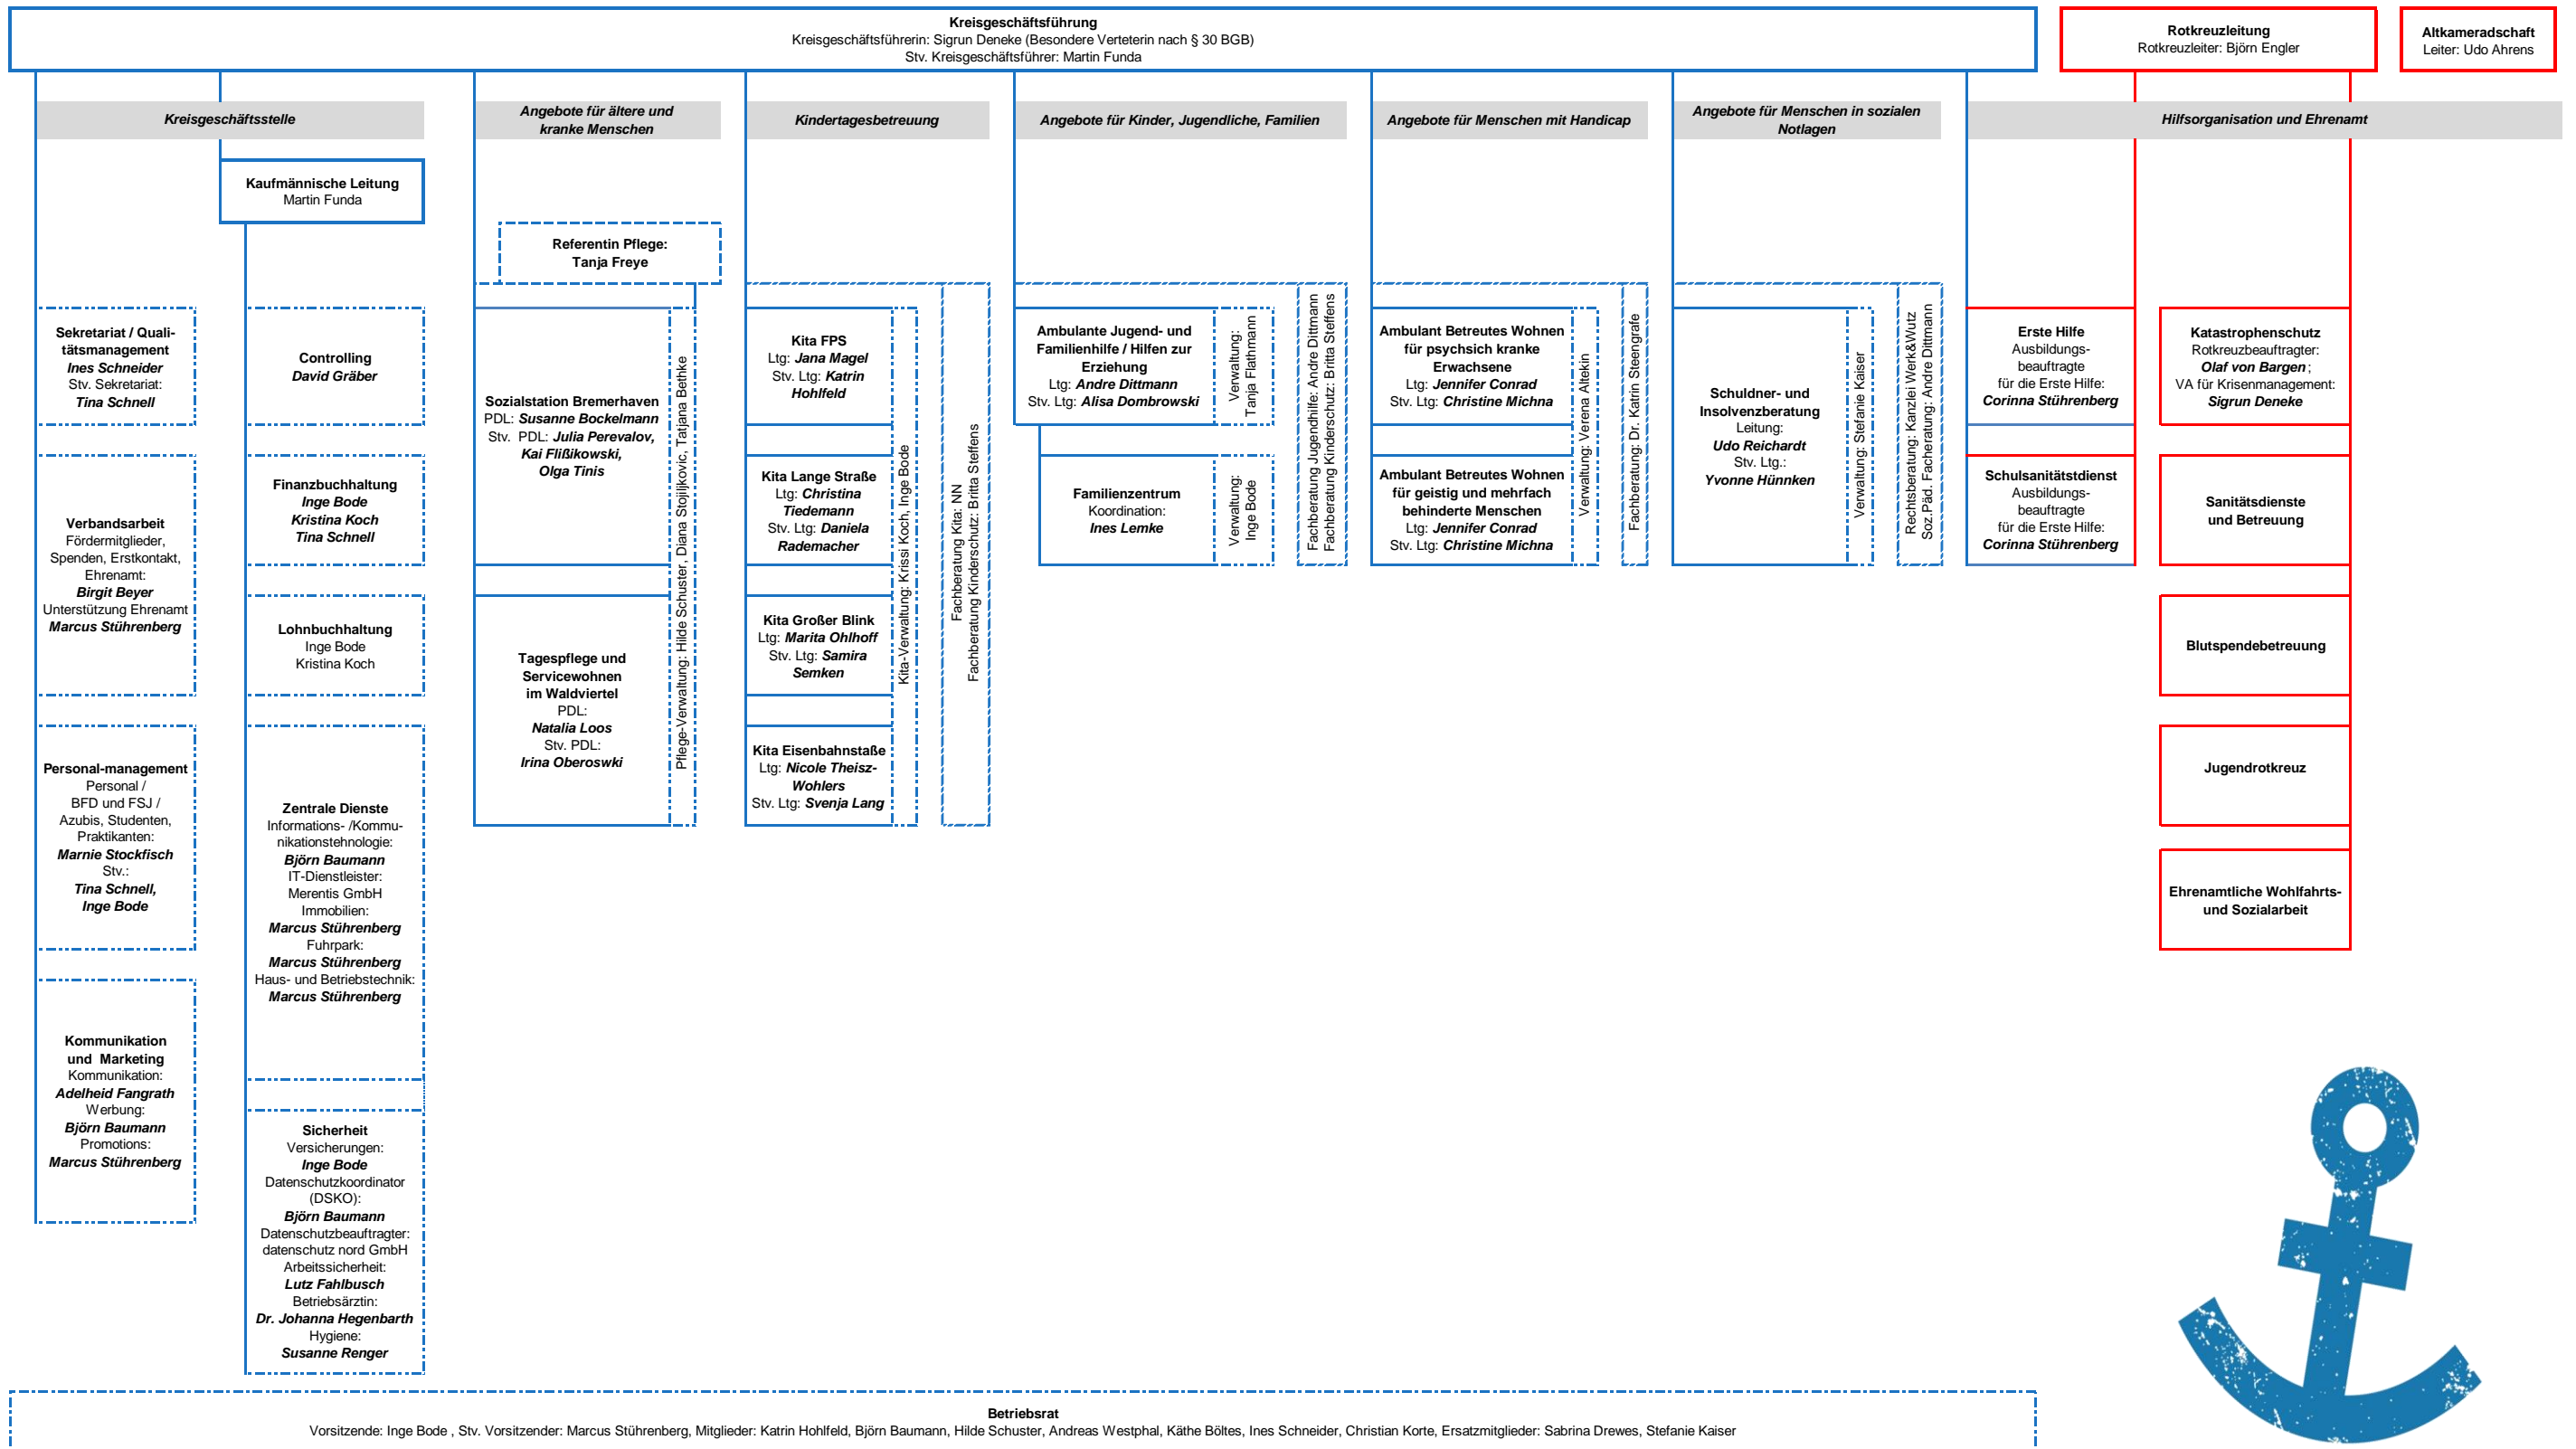 Kreisgeschäftsführung
Kreisgeschäftsführerin: Sigrun Deneke (Besondere Verteterin nach § 30 BGB)
Stv. Kreisgeschäftsführer: Martin Funda
Rotkreuzleitung
Rotkreuzleiter: Björn Engler
Altkameradschaft
Leiter: Udo Ahrens
Kreisgeschäftsstelle
Angebote für ältere und
kranke Menschen
Kindertagesbetreuung
Angebote für Kinder, Jugendliche, Familien
Angebote für Menschen mit Handicap
Angebote für Menschen in sozialen
Notlagen
Hilfsorganisation und Ehrenamt
Kaufmännische Leitung
Martin Funda
Referentin Pflege:
Tanja Freye
Sekretariat / Quali-
tätsmanagement
Ines Schneider
Stv. Sekretariat:
Tina Schnell
Verbandsarbeit
Fördermitglieder,
Spenden, Erstkontakt,
Ehrenamt:
Birgit Beyer
Unterstützung Ehrenamt
Marcus Stührenberg
Personal-management
Personal /
BFD und FSJ /
Azubis, Studenten,
Praktikanten:
Marnie Stockfisch
Stv.:
Tina Schnell,
Inge Bode
Kommunikation
und  Marketing
Kommunikation:
Adelheid Fangrath
Werbung:
Björn Baumann
Promotions:
Marcus Stührenberg
Controlling
David Gräber
Finanzbuchhaltung
Inge Bode
Kristina Koch
Tina Schnell
Lohnbuchhaltung
Inge Bode
Kristina Koch
Zentrale Dienste
Informations- /Kommu-
nikationstehnologie:
Björn Baumann
IT-Dienstleister:
Merentis GmbH
Immobilien:
Marcus Stührenberg
Fuhrpark:
Marcus Stührenberg
Haus- und Betriebstechnik:
Marcus Stührenberg
Sicherheit
Versicherungen:
Inge Bode
Datenschutzkoordinator
(DSKO):
Björn Baumann
Datenschutzbeauftragter:
datenschutz nord GmbH
Arbeitssicherheit:
Lutz Fahlbusch
Betriebsärztin:
Dr. Johanna Hegenbarth
Hygiene:
Susanne Renger
Sozialstation Bremerhaven
PDL: Susanne Bockelmann
Stv.  PDL: Julia Perevalov,
Kai Flißikowski,
Olga Tinis
Tagespflege und
Servicewohnen
im Waldviertel
PDL:
Natalia Loos
Stv. PDL:
Irina Oberoswki
Pflege-Verwaltung: Hilde Schuster, Diana Stojiljkovic, Tatjana Bethke
Kita FPS
Ltg: Jana Magel
Stv. Ltg: Katrin
Hohlfeld
Kita Lange Straße
Ltg: Christina
Tiedemann
Stv. Ltg: Daniela
Rademacher
Kita Großer Blink
Ltg: Marita Ohlhoff
Stv. Ltg: Samira
Semken
Kita Eisenbahnstaße
Ltg: Nicole Theisz-
Wohlers
Stv. Ltg: Svenja Lang
Kita-Verwaltung: Krissi Koch, Inge Bode
Fachberatung Kita: NN
Fachberatung Kinderschutz: Britta Steffens
Ambulante Jugend- und
Familienhilfe / Hilfen zur
Erziehung
Ltg: Andre Dittmann
Stv. Ltg: Alisa Dombrowski
Verwaltung:
Tanja Flathmann
Familienzentrum
Koordination:
Ines Lemke
Verwaltung:
Inge Bode
Fachberatung Jugendhilfe: Andre Dittmann
Fachberatung Kinderschutz: Britta Steffens
Ambulant Betreutes Wohnen
für psychsich kranke
Erwachsene
Ltg: Jennifer Conrad
Stv. Ltg: Christine Michna
Ambulant Betreutes Wohnen
für geistig und mehrfach
behinderte Menschen
Ltg: Jennifer Conrad
Stv. Ltg: Christine Michna
Verwaltung: Verena Altekin
Fachberatung: Dr. Katrin Steengrafe
Schuldner- und
Insolvenzberatung
Leitung:
Udo Reichardt
Stv. Ltg.:
Yvonne Hünnken
Verwaltung: Stefanie Kaiser
Rechtsberatung: Kanzlei Werk&Wutz
Soz.Päd. Facheratung: Andre Dittmann
Erste Hilfe
Ausbildungs-
beauftragte
für die Erste Hilfe:
Corinna Stührenberg
Schulsanitätstdienst
Ausbildungs-
beauftragte
für die Erste Hilfe:
Corinna Stührenberg
Katastrophenschutz
Rotkreuzbeauftragter:
Olaf von Bargen;
VA für Krisenmanagement:
Sigrun Deneke
Sanitätsdienste
und Betreuung
Blutspendebetreuung
Jugendrotkreuz
Ehrenamtliche Wohlfahrts-
und Sozialarbeit
Betriebsrat
Vorsitzende: Inge Bode , Stv. Vorsitzender: Marcus Stührenberg, Mitglieder: Katrin Hohlfeld, Björn Baumann, Hilde Schuster, Andreas Westphal, Käthe Böltes, Ines Schneider, Christian Korte, Ersatzmitglieder: Sabrina Drewes, Stefanie Kaiser